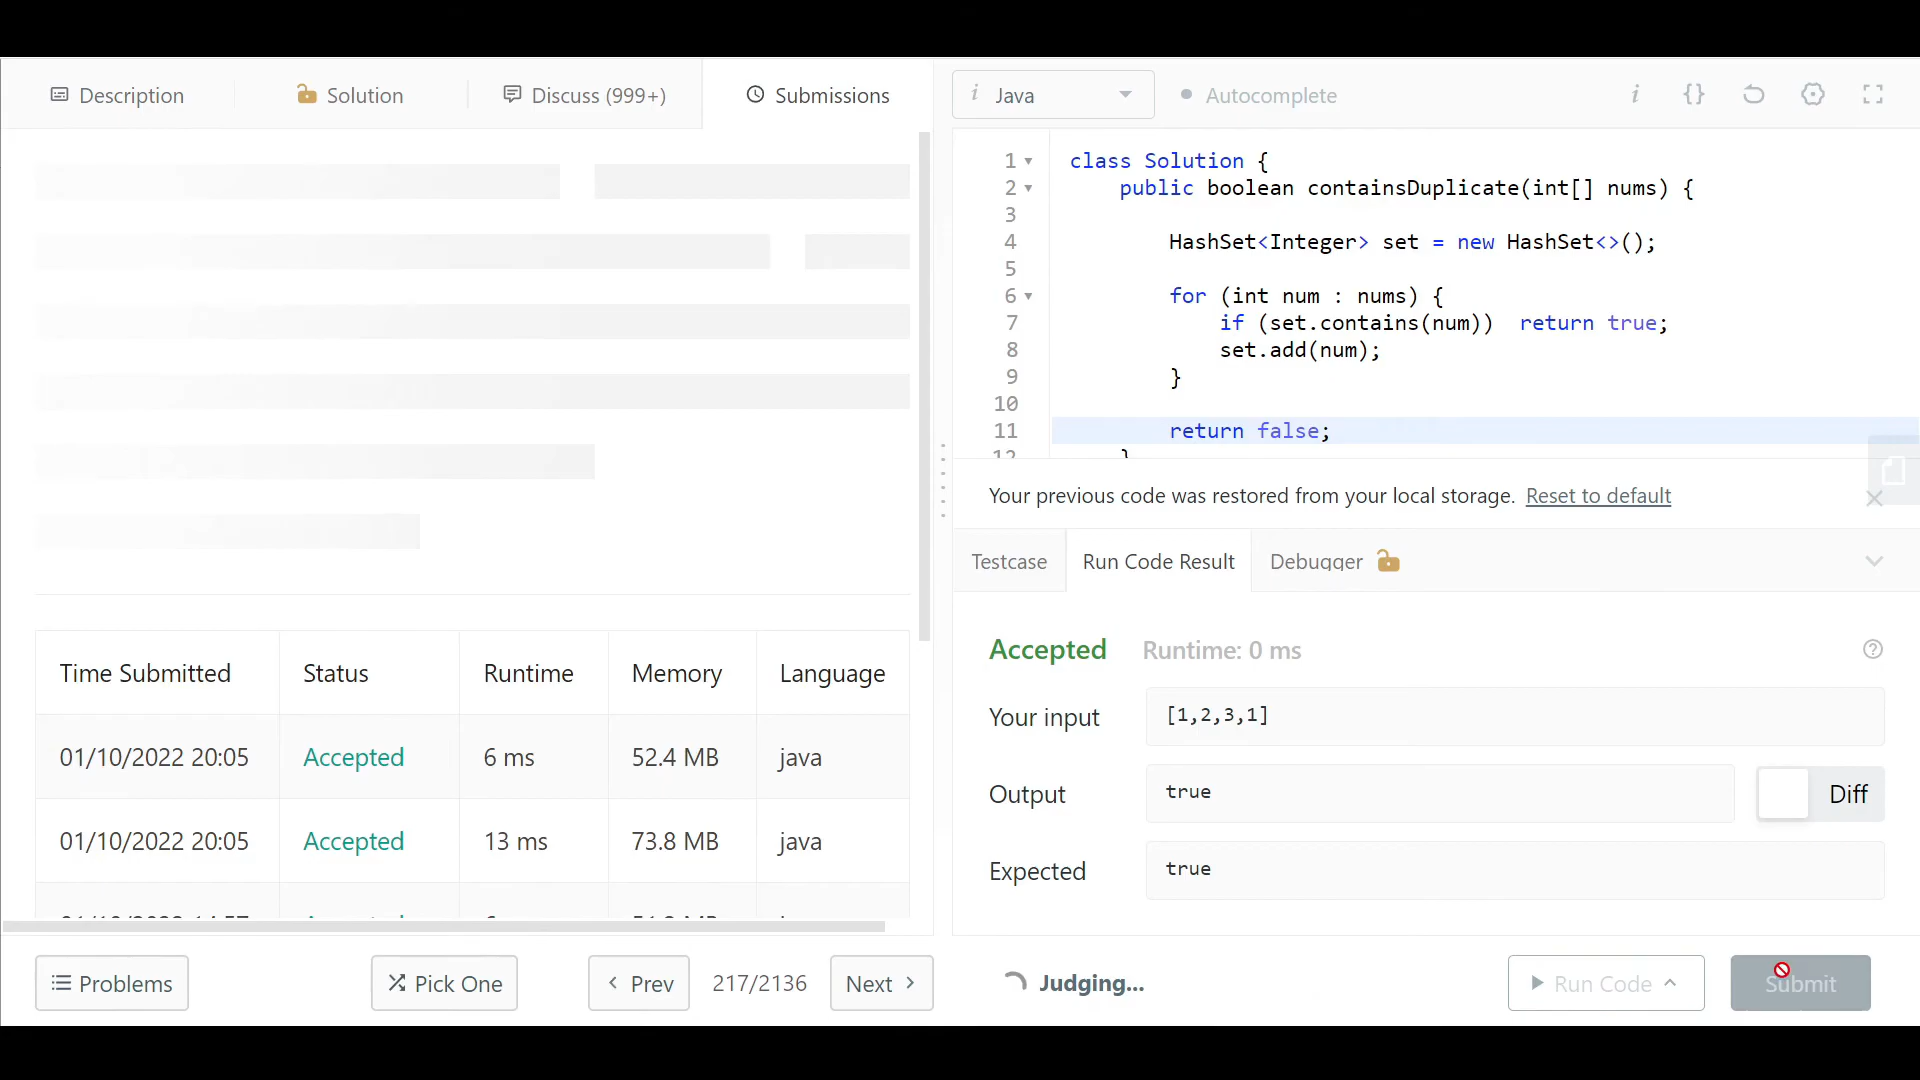 Description
Solution
Discuss (999+)
Submissions
Time Submitted Status Runtime Memory Language
01/10/2022 20:05 Accepted 6 ms 52.4 MB java
01/10/2022 20:05 Accepted 13 ms 73.8 MB java
Problems
Pick One
Prev
217/2136
Next
i Java
Autocomplete
i {}
1 class Solution {
2 public boolean containsDuplicate(int[] nums) {
3
4 HashSet<Integer> set = new HashSet<>();
5
6 for (int num : nums) {
7 if (set.contains(num))  return true;
8 set.add(num);
9 }
10
11 return false;
12 }
Your previous code was restored from your local storage. Reset to default
Testcase
Run Code Result
Debugger
Accepted Runtime: 0 ms
Your input [1,2,3,1]
Output true Diff
Expected true
Judging...
Run Code
Submit